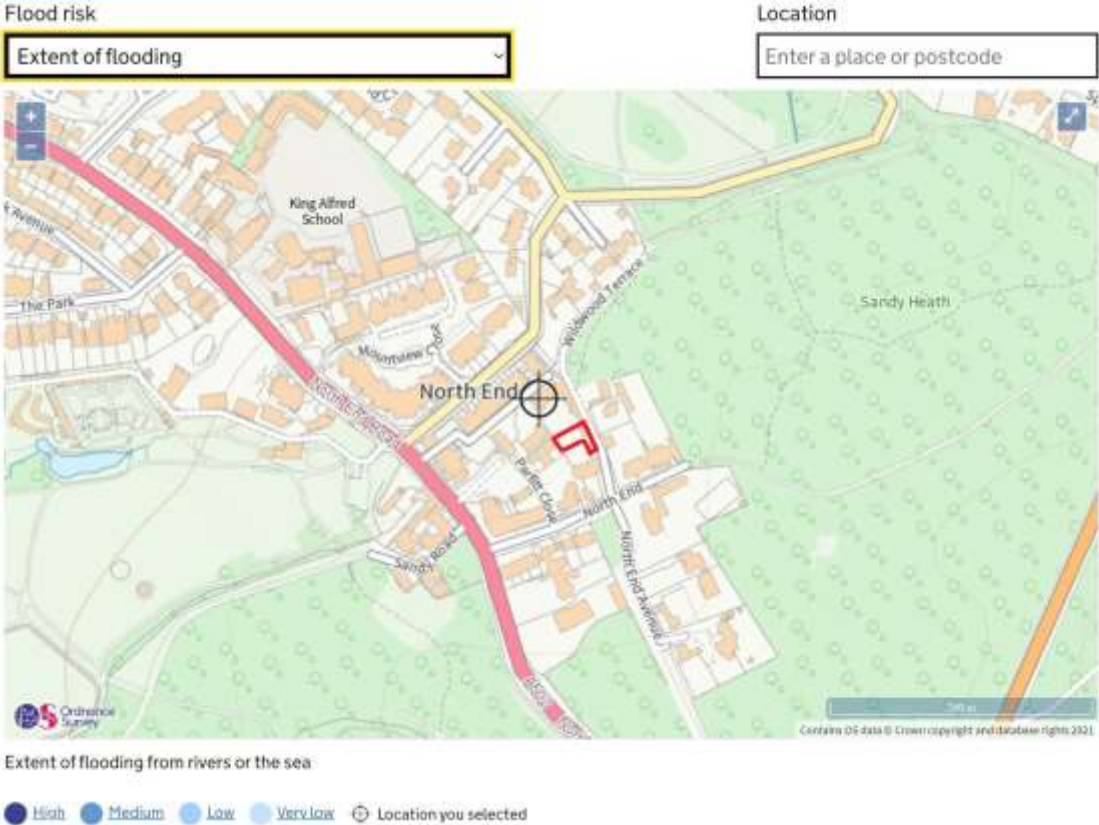 Flood risk
Location
Extent of flooding
Enter a place or postcode
+
King Alfred
School
The Park
Wildwood Terrace
Sandy Heath
Mountview Close
North End
Parfitt Close
North End
Sandy Road
North End Avenue
Ordnance
Survey
Contains OS data © Crown copyright and database rights 2021
Extent of flooding from rivers or the sea
High
Medium
Low
Very low
Location you selected